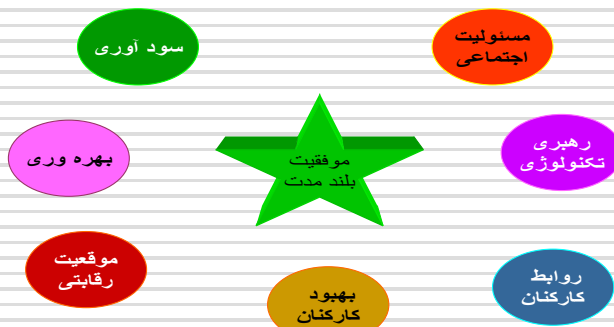 مسئولیت
اجتماعی
سود آوری
رهبری
تکنولوژی
موفقیت
بلند مدت
بهره وری
روابط
کارکنان
بهبود
کارکنان
موقعیت
رقابتی